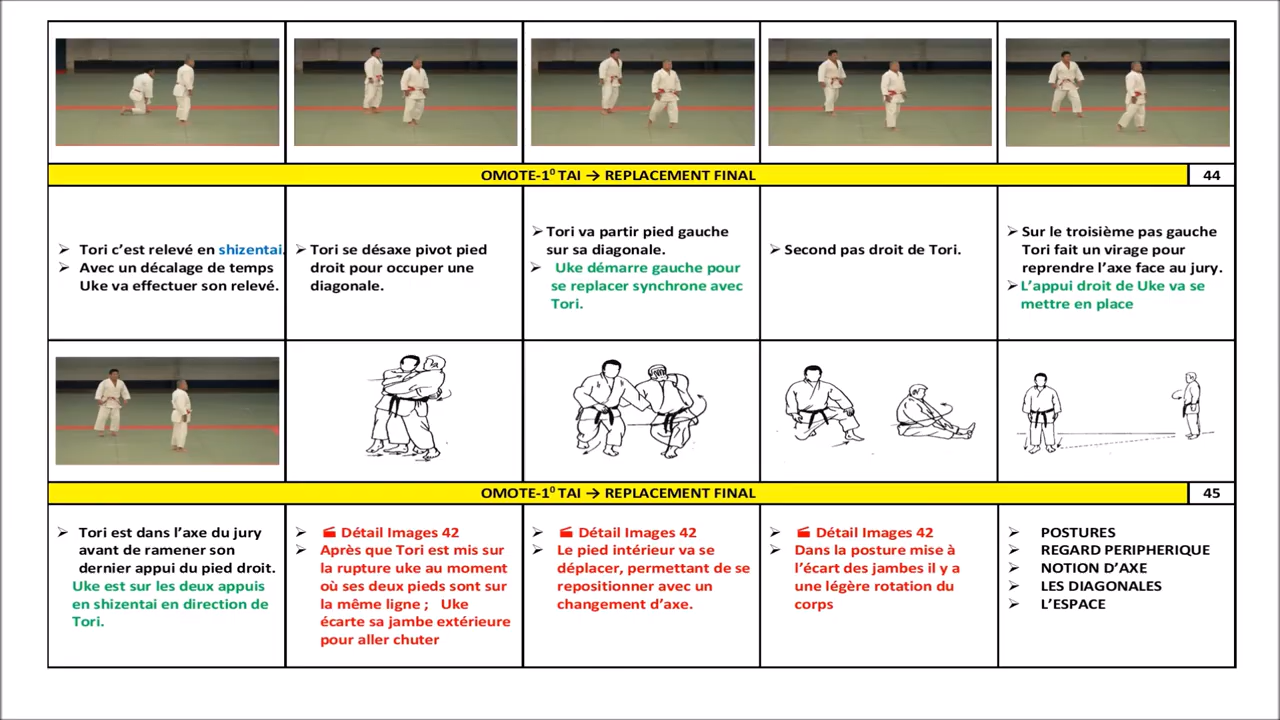 OMOTE-1⁰ TAI → REPLACEMENT FINAL
44
➢ Tori c’est relevé en shizentai.
➢ Avec un décalage de temps
Uke va effectuer son relevé.
➢ Tori se désaxe pivot pied
droit pour occuper une
diagonale.
➢ Tori va partir pied gauche
sur sa diagonale.
➢ Uke démarre gauche pour
se replacer synchrone avec
Tori.
➢ Second pas droit de Tori.
➢ Sur le troisième pas gauche
Tori fait un virage pour
reprendre l’axe face au jury.
➢ L’appui droit de Uke va se
mettre en place
OMOTE-1⁰ TAI → REPLACEMENT FINAL
45
➢ Tori est dans l’axe du jury
avant de ramener son
dernier appui du pied droit.
Uke est sur les deux appuis
en shizentai en direction de
Tori.
➢ Détail Images 42
➢ Après que Tori est mis sur
la rupture uke au moment
où ses deux pieds sont sur
la même ligne ; Uke
écarte sa jambe extérieure
pour aller chuter
➢ Détail Images 42
➢ Le pied intérieur va se
déplacer, permettant de se
repositionner avec un
changement d’axe.
➢ Détail Images 42
➢ Dans la posture mise à
l’écart des jambes il y a
une légère rotation du
corps
➢ POSTURES
➢ REGARD PERIPHERIQUE
➢ NOTION D’AXE
➢ LES DIAGONALES
➢ L’ESPACE